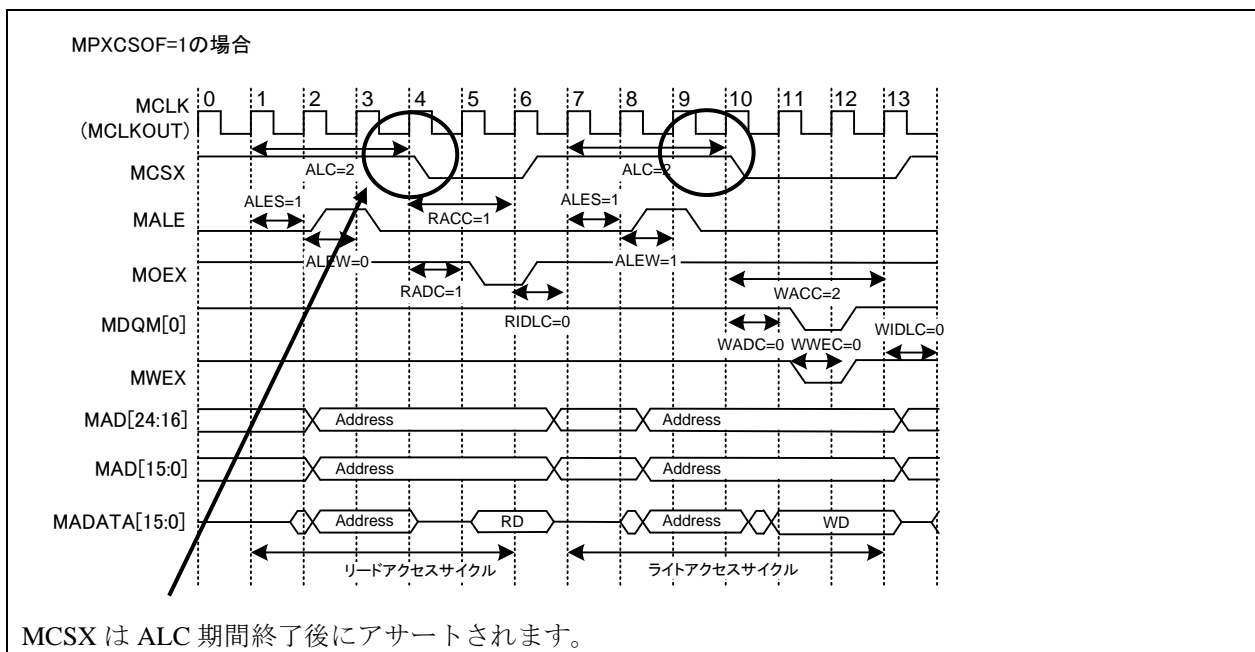 MPXCSOF=1の場合
0 1 2 3 4 5 6 7 8 9 10 11 12 13
MCLK
(MCLKOUT)
MCSX
ALC=2 ALC=2
ALES=1 ALES=1
MALE
RACC=1
ALEW=0 ALEW=1
MOEX
RADC=1 WACC=2
RIDLC=0
MDQM[0]
WADC=0 WWEC=0 WIDLC=0
MWEX
MAD[24:16] Address Address
MAD[15:0] Address Address
MADATA[15:0] Address RD Address WD
リードアクセスサイクル ライトアクセスサイクル
MCSX は ALC 期間終了後にアサートされます。